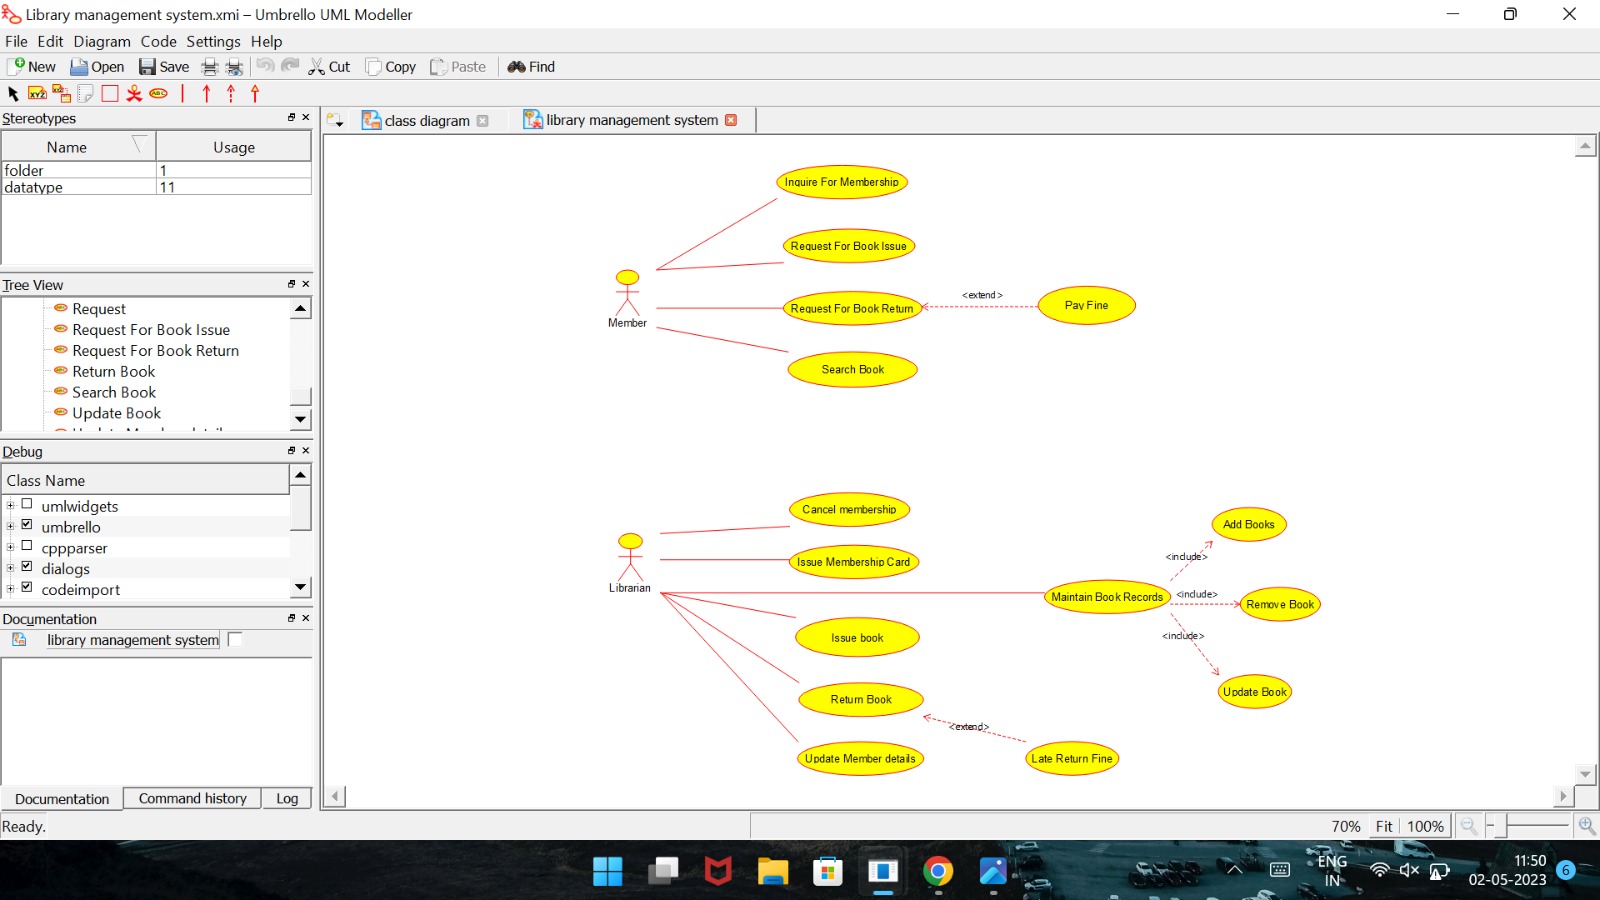 Library management system.xmi – Umbrello UML Modeller
File Edit Diagram Code Settings Help
New Open Save Cut Copy Paste Find
XYZ XYZ ABC
Stereotypes
Name Usage
folder 1
datatype 11
Tree View
Request
Request For Book Issue
Request For Book Return
Return Book
Search Book
Update Book
Debug
Class Name
umlwidgets
umbrello
cppparser
dialogs
codeimport
Documentation
library management system
Documentation Command history Log
Ready.
class diagram library management system
Inquire For Membership
Request For Book Issue
Member
Request For Book Return
<extend>
Pay Fine
Search Book
Librarian
Cancel membership
Issue Membership Card
Maintain Book Records
Issue book
Return Book
Update Member details
<extend>
Late Return Fine
<include>
Add Books
<include>
Remove Book
<include>
Update Book
70% Fit 100%
ENG
IN
11:50
02-05-2023
6